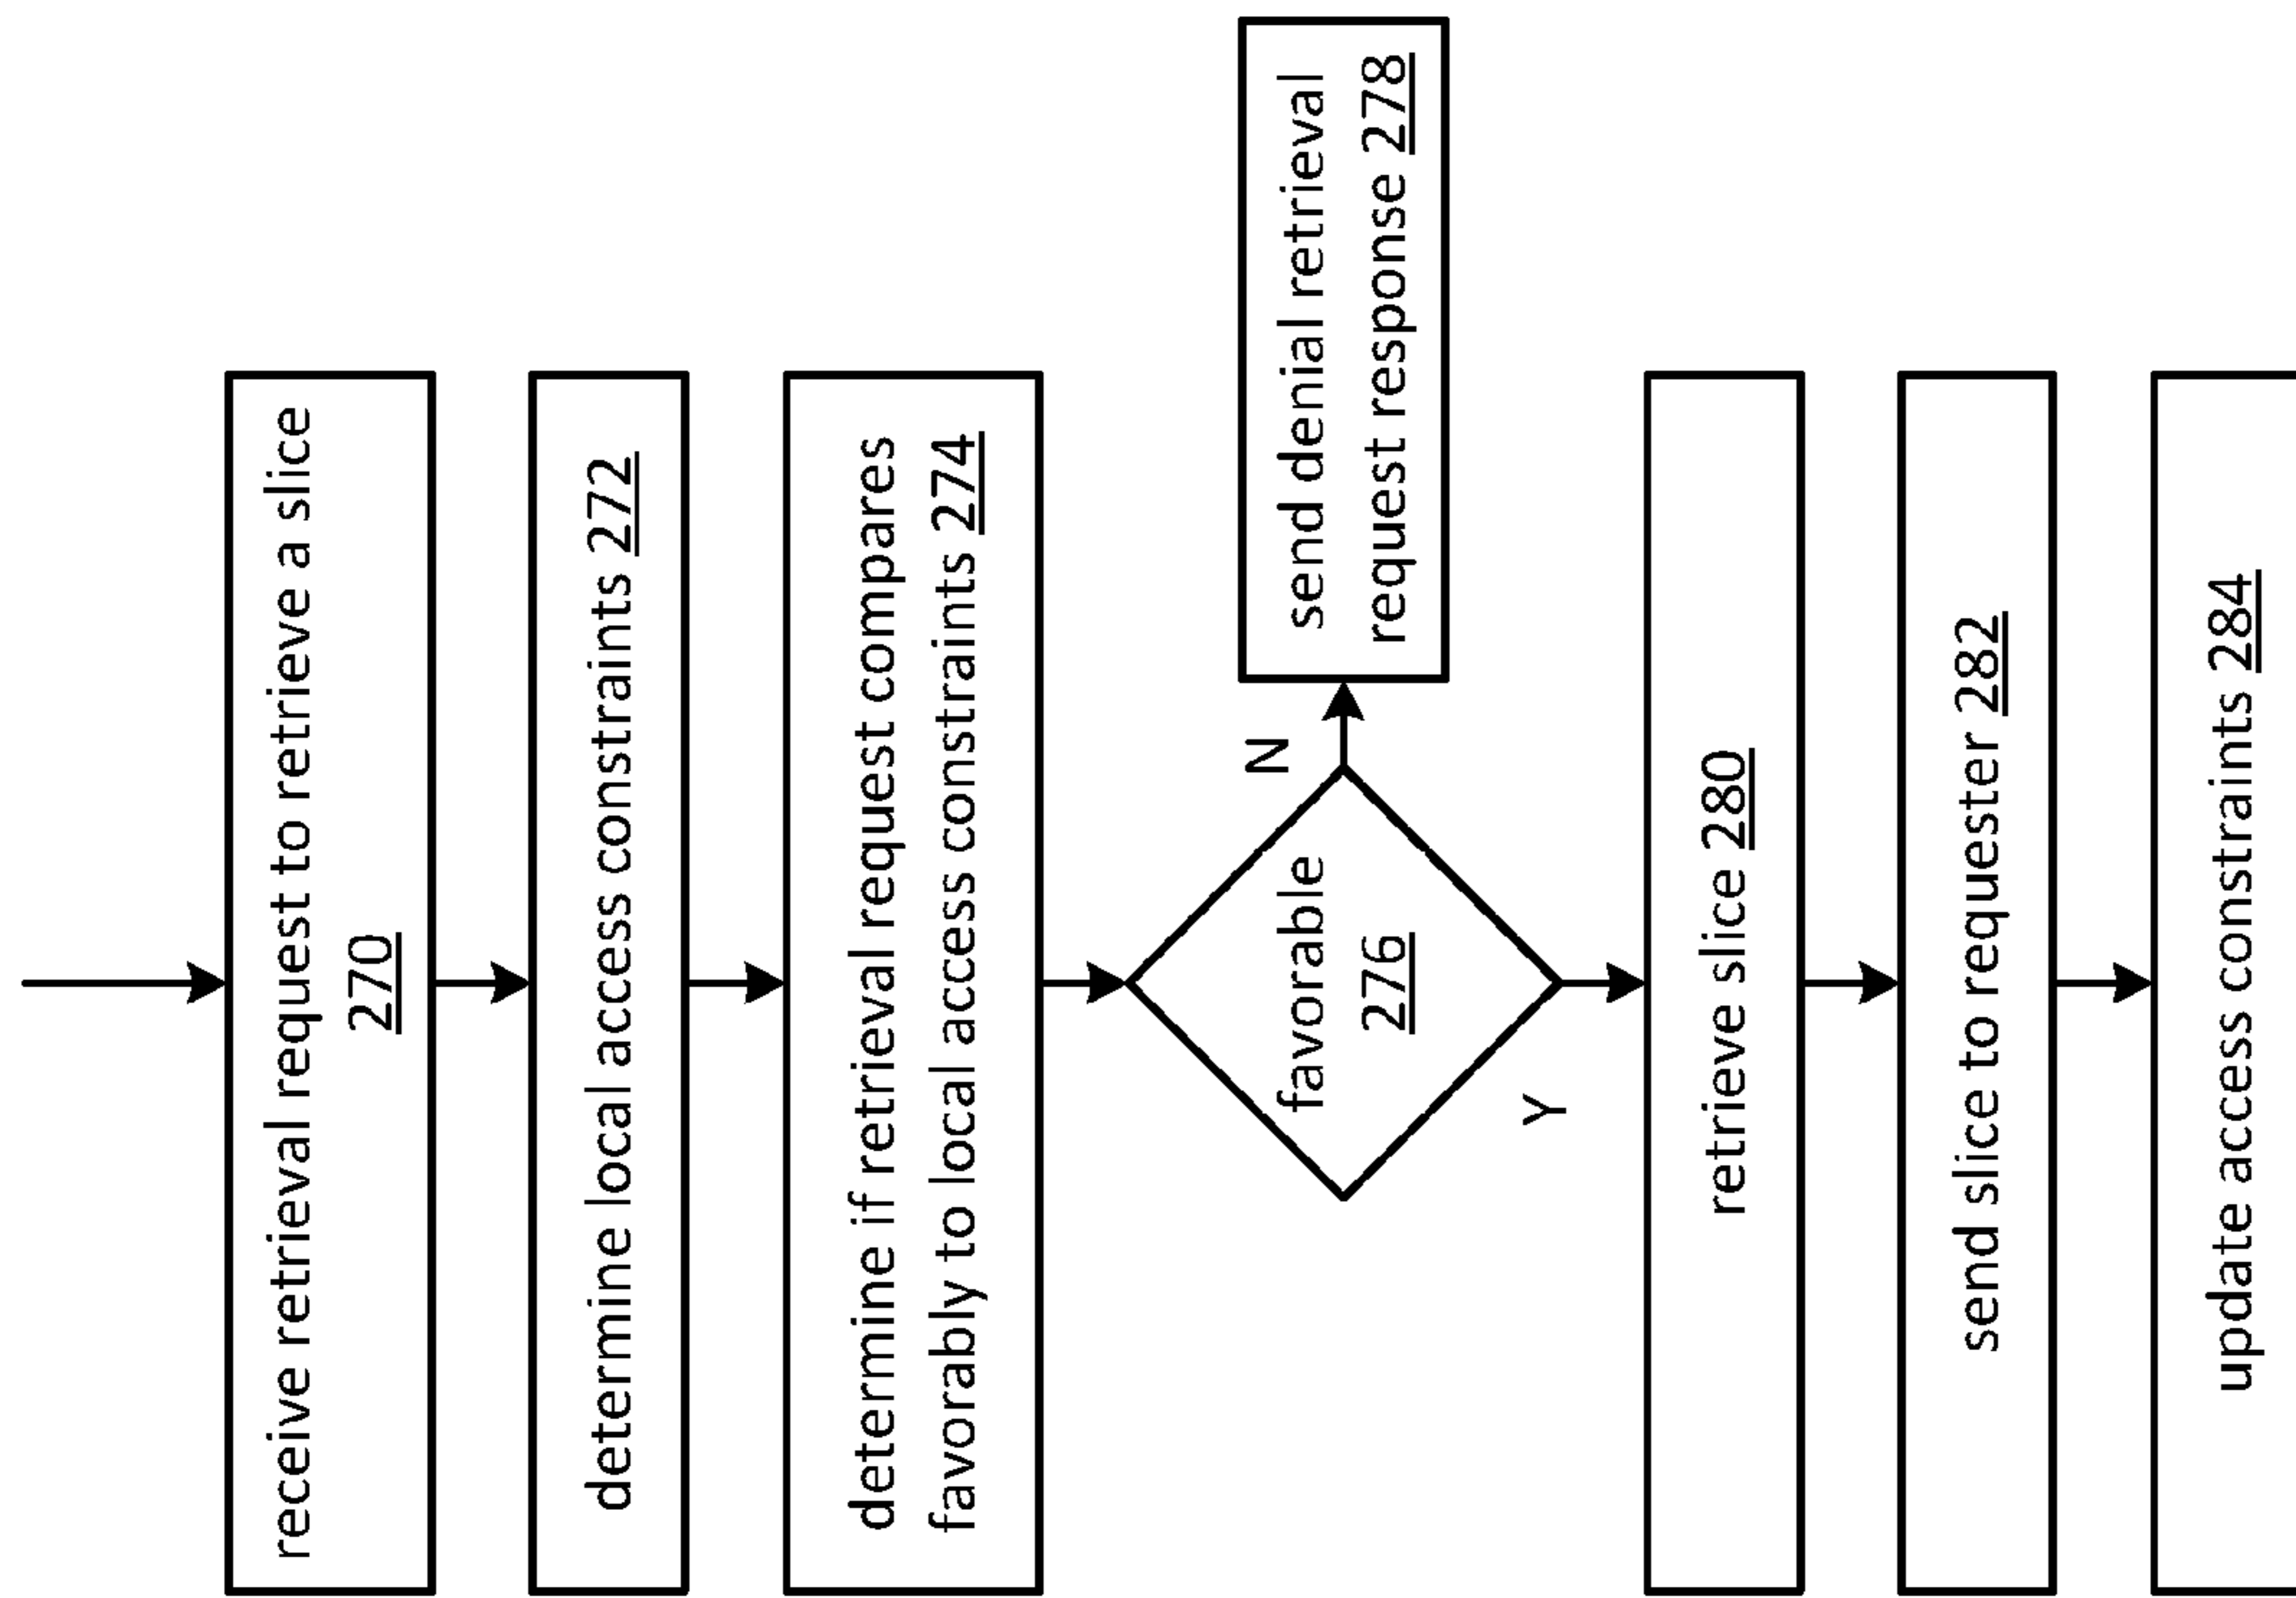 receive retrieval request to retrieve a slice
270
determine local access constraints 272
determine if retrieval request compares
favorably to local access constraints 274
favorable
276
N
send denial retrieval
request response 278
Y
retrieve slice 280
send slice to requester 282
update access constraints 284